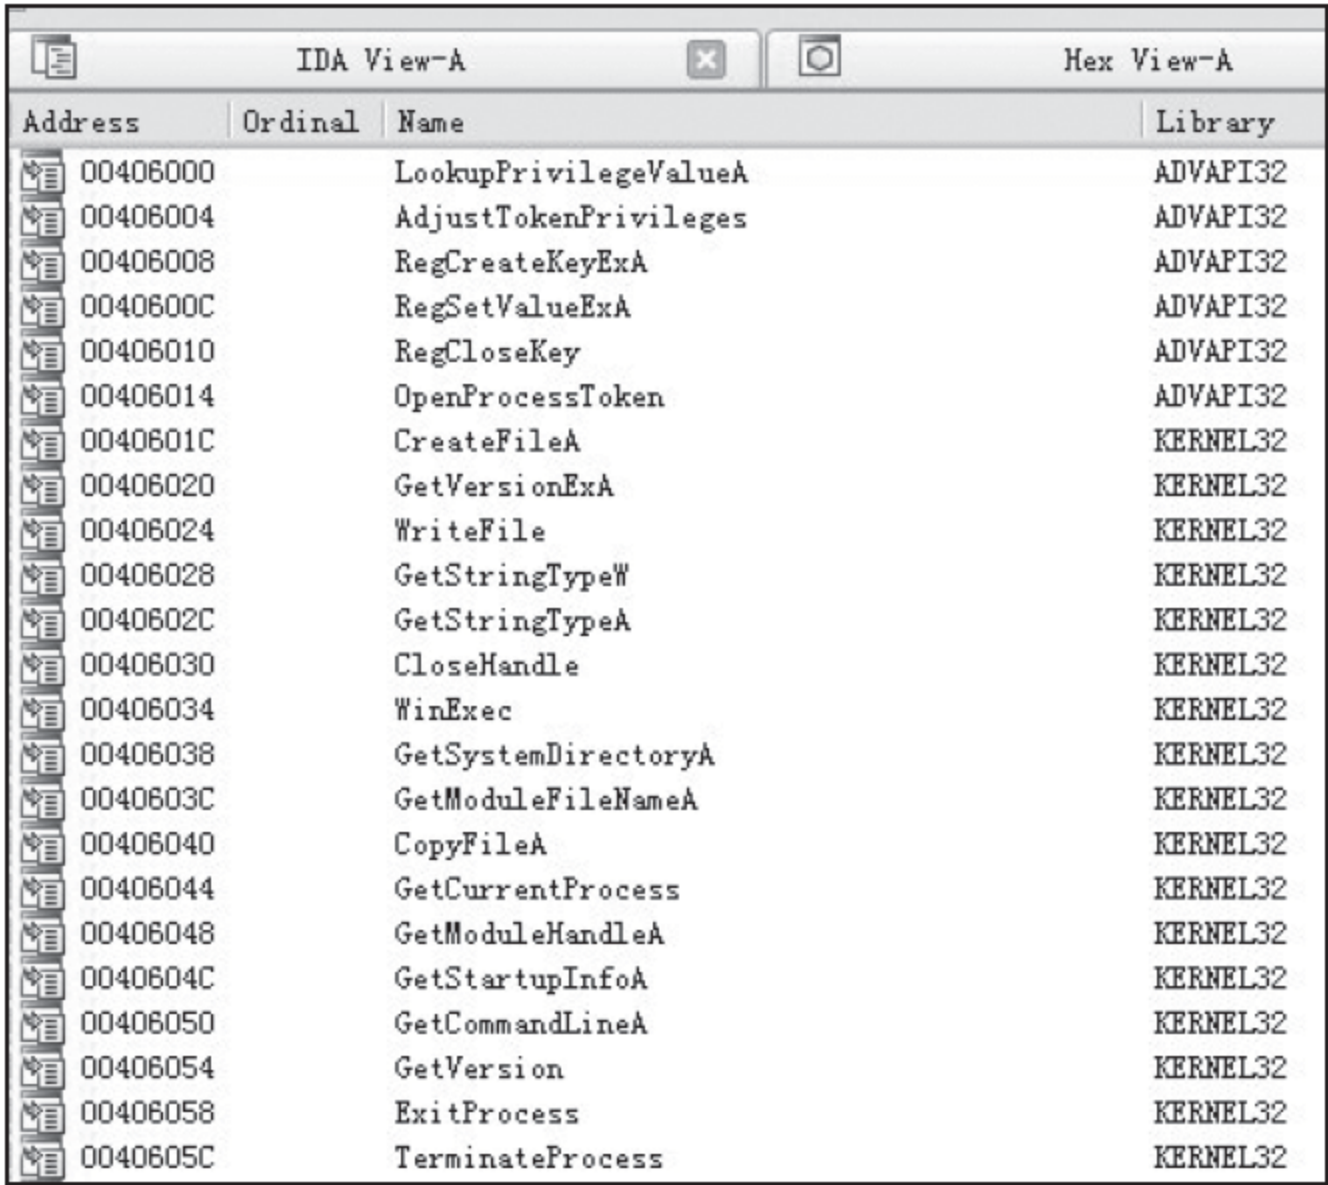 IDA View-A Hex View-A
Address Ordinal Name Library
00406000 LookupPrivilegeValueA ADVAPI32
00406004 AdjustTokenPrivileges ADVAPI32
00406008 RegCreateKeyExA ADVAPI32
0040600C RegSetValueExA ADVAPI32
00406010 RegCloseKey ADVAPI32
00406014 OpenProcessToken ADVAPI32
0040601C CreateFileA KERNEL32
00406020 GetVersionExA KERNEL32
00406024 WriteFile KERNEL32
00406028 GetStringTypeW KERNEL32
0040602C GetStringTypeA KERNEL32
00406030 CloseHandle KERNEL32
00406034 WinExec KERNEL32
00406038 GetSystemDirectoryA KERNEL32
0040603C GetModuleFileNameA KERNEL32
00406040 CopyFileA KERNEL32
00406044 GetCurrentProcess KERNEL32
00406048 GetModuleHandleA KERNEL32
0040604C GetStartupInfoA KERNEL32
00406050 GetCommandLineA KERNEL32
00406054 GetVersion KERNEL32
00406058 ExitProcess KERNEL32
0040605C TerminateProcess KERNEL32